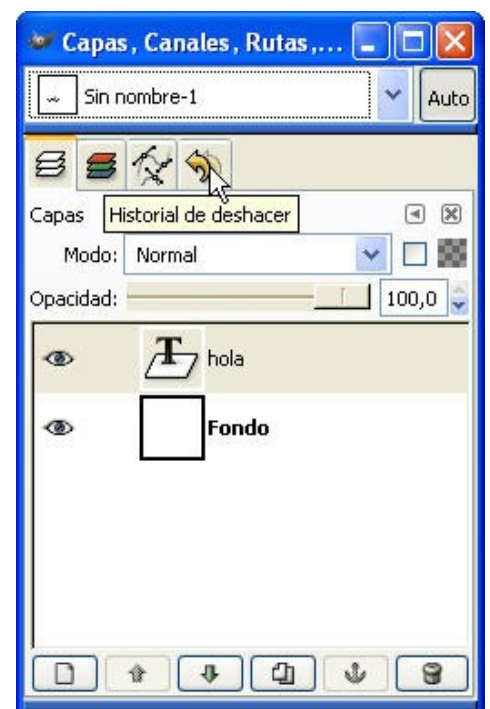 Capas, Canales, Rutas,...
Sin nombre-1
Auto
Capas
Historial de deshacer
Modo: Normal
Opacidad: 100,0
T hola
Fondo